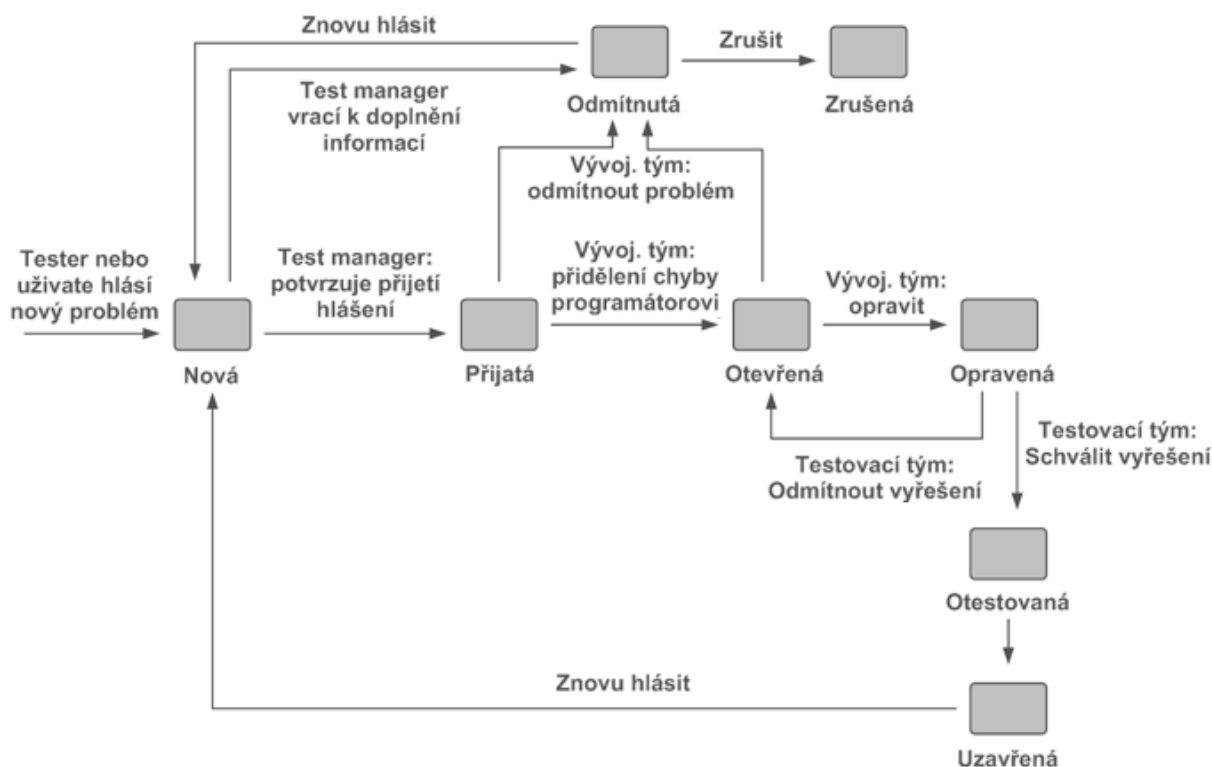 Znovu hlásit
Zrušit
Odmítnutá
Zrušená
Test manager
vrací k doplnění
informací
Vývoj. tým:
odmítnout problém
Tester nebo
uživate hlásí
nový problém
Test manager:
potvrzuje přijetí
hlášení
Vývoj. tým:
přidělení chyby
programátorovi
Vývoj. tým:
opravit
Nová
Přijatá
Otevřená
Opravená
Testovací tým:
Schválit vyřešení
Testovací tým:
Odmítnout vyřešení
Otestovaná
Znovu hlásit
Uzavřená